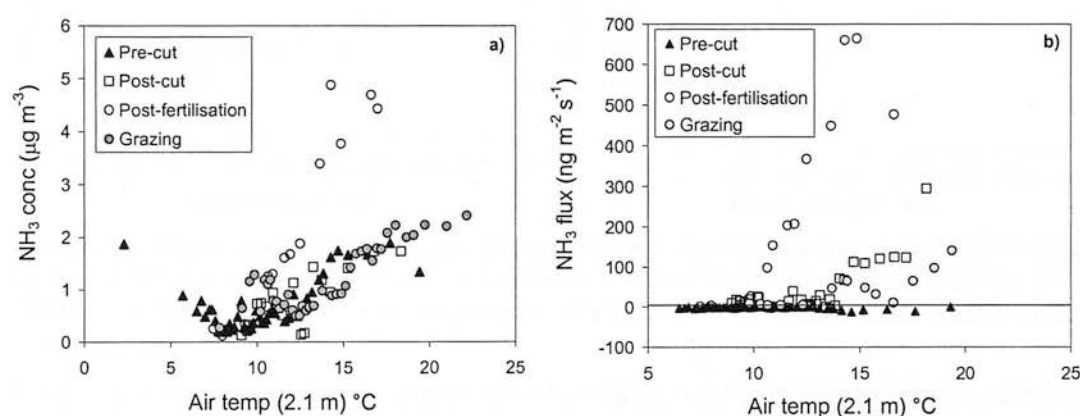 a)
Pre-cut
Post-cut
Post-fertilisation
Grazing
NH₃ conc (µg m⁻³)
6
5
4
3
2
1
0
0 5 10 15 20 25
Air temp (2.1 m) °C
b)
Pre-cut
Post-cut
Post-fertilisation
Grazing
NH₃ flux (ng m⁻² s⁻¹)
700
600
500
400
300
200
100
0
-100
5 10 15 20 25
Air temp (2.1 m) °C